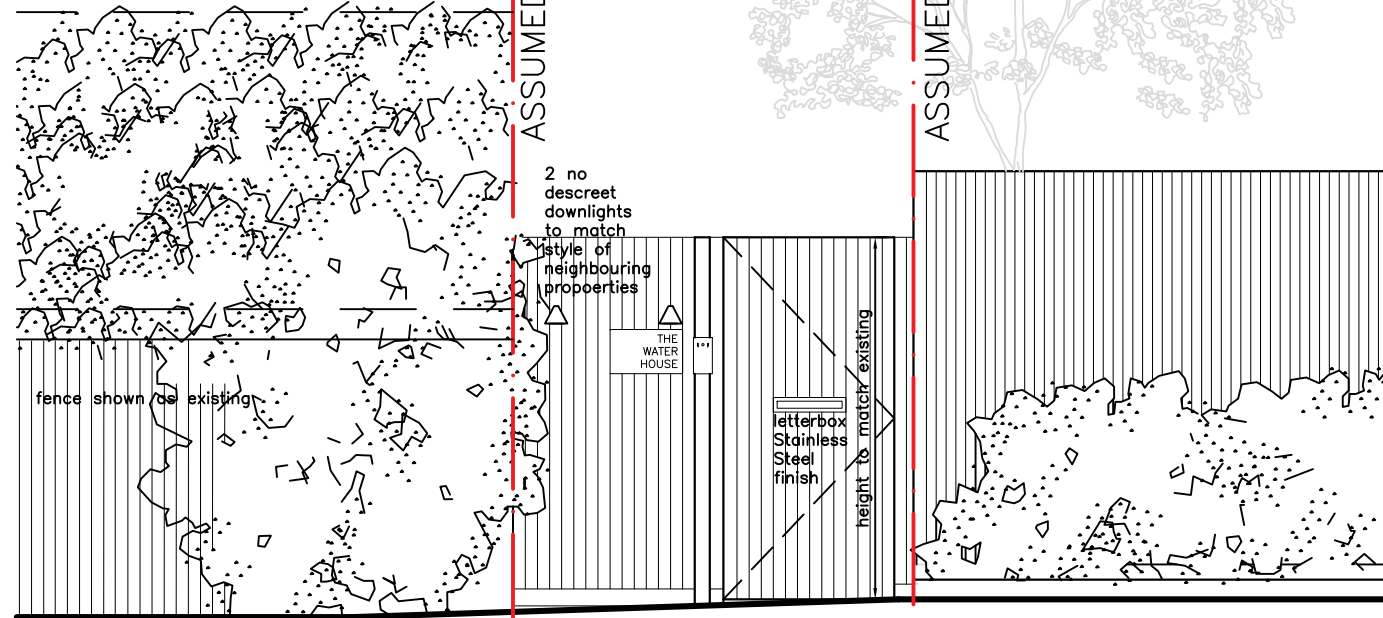 ASSUMED
ASSUMED
2 no
descreet
downlights
to match
style of
neighbouring
propoerties
THE
WATER
HOUSE
fence shown as existing
letterbox
Stainless
Steel
finish
height to match existing